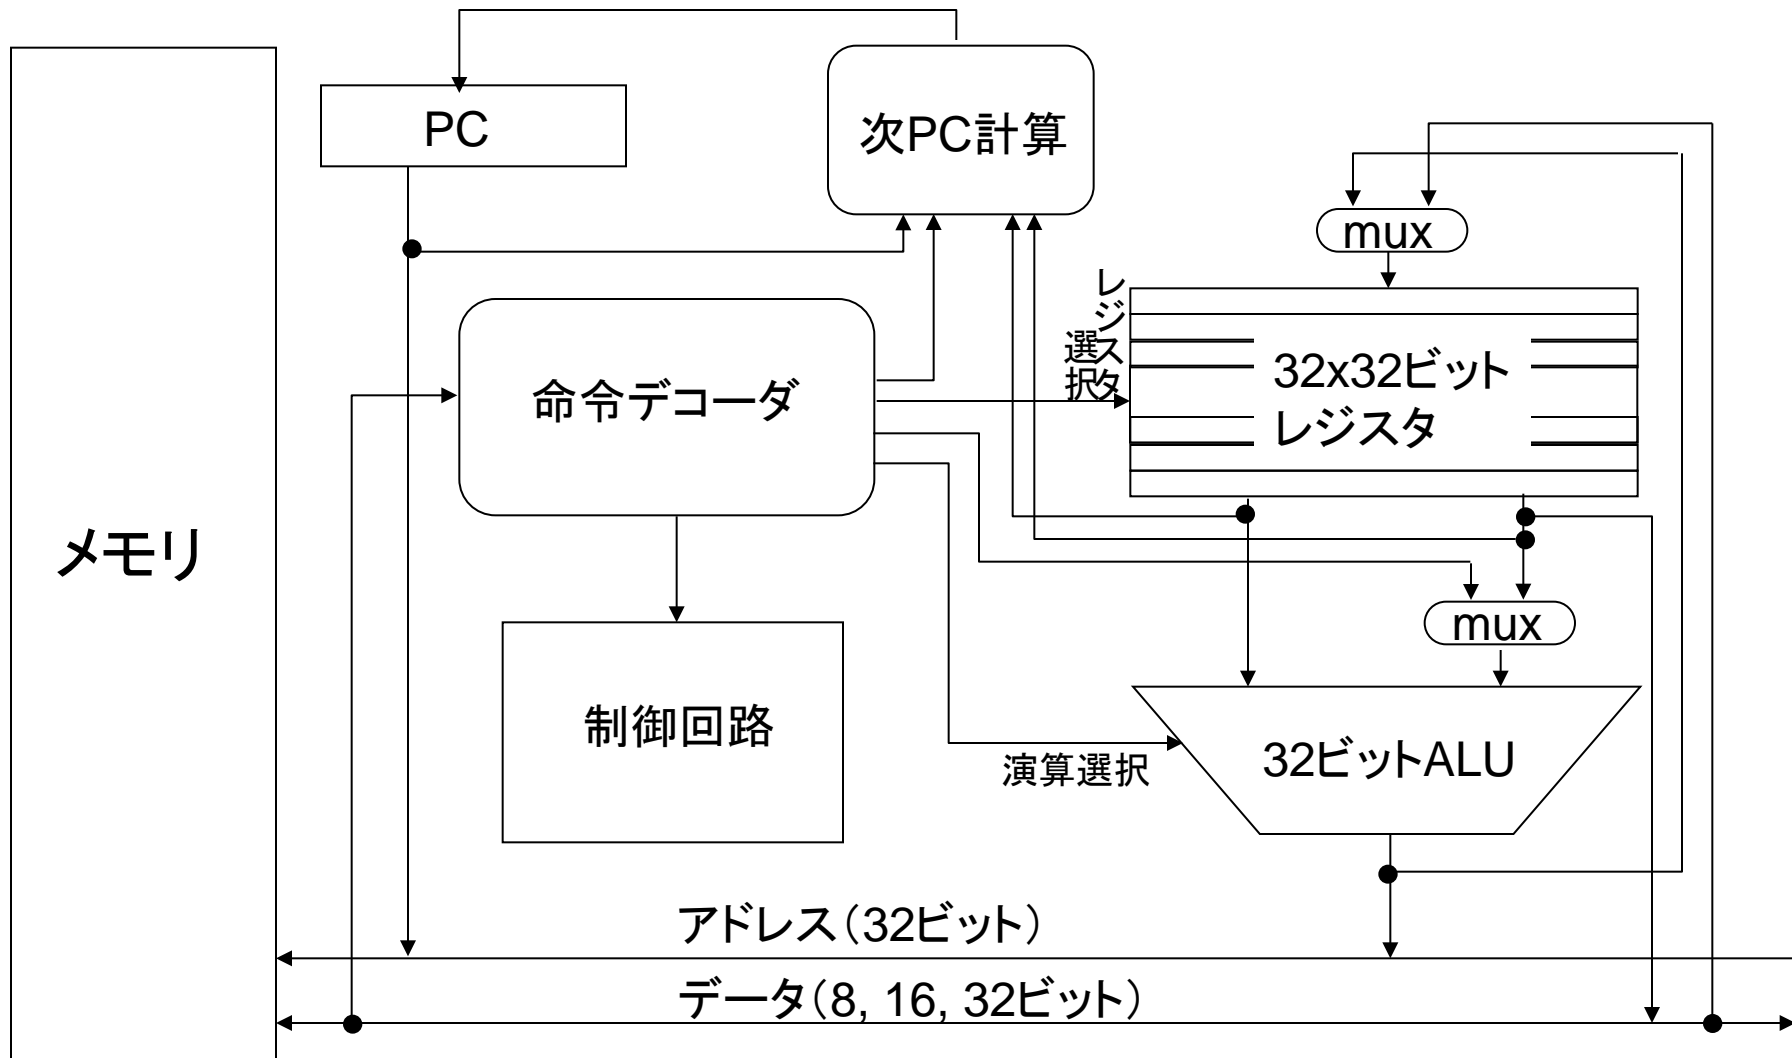 PC
次PC計算
mux
レジスタ
選択
32x32ビット
レジスタ
命令デコーダ
メモリ
mux
制御回路
32ビットALU
演算選択
アドレス(32ビット)
データ(8, 16, 32ビット)